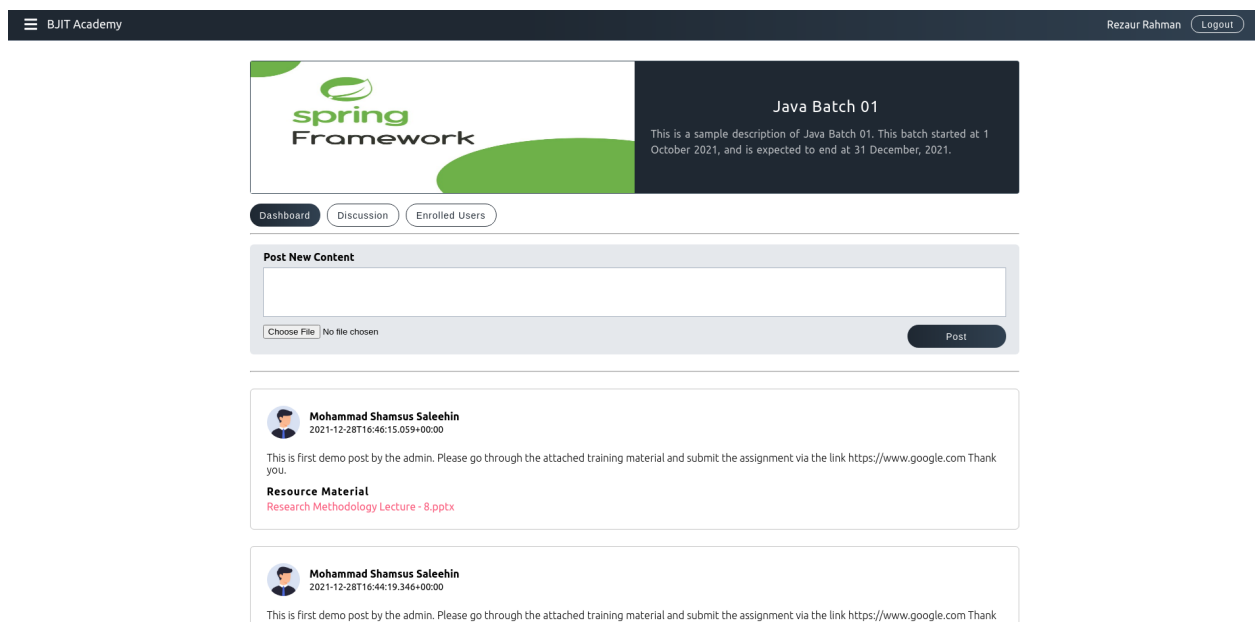 BJIT Academy
Rezaur Rahman
Logout
spring
Framework
Java Batch 01
This is a sample description of Java Batch 01. This batch started at 1
October 2021, and is expected to end at 31 December, 2021.
Dashboard
Discussion
Enrolled Users
Post New Content
Choose File
No file chosen
Post
Mohammad Shamsus Saleehin
2021-12-28T16:46:15.059+00:00
This is first demo post by the admin. Please go through the attached training material and submit the assignment via the link https://www.google.com Thank
you.
Resource Material
Research Methodology Lecture - 8.pptx
Mohammad Shamsus Saleehin
2021-12-28T16:44:19.346+00:00
This is first demo post by the admin. Please go through the attached training material and submit the assignment via the link https://www.google.com Thank